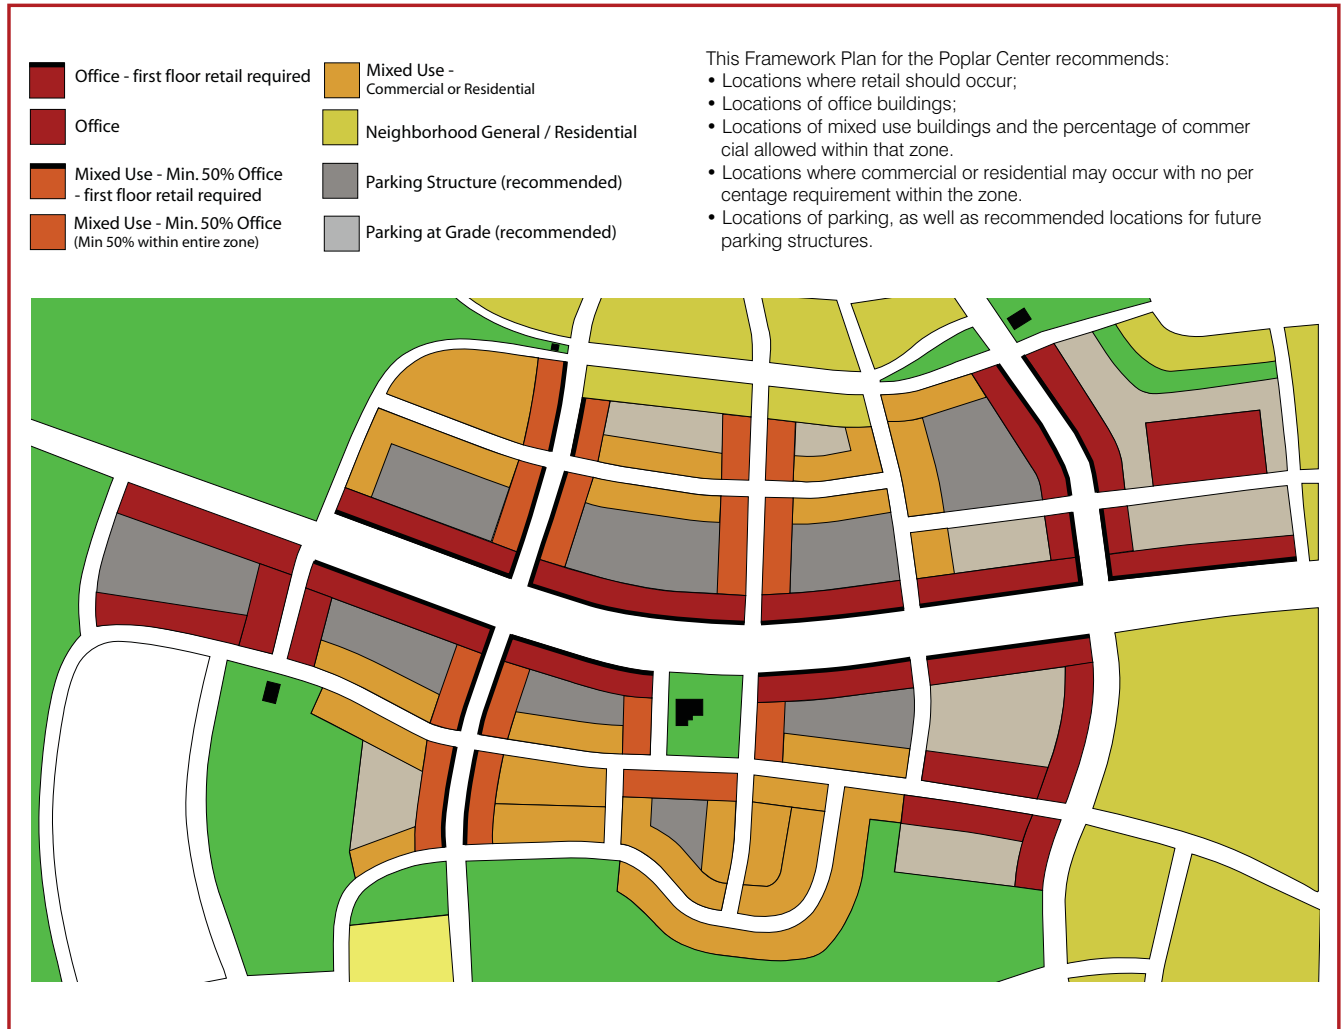 Office - first floor retail required
Office
Mixed Use - Min. 50% Office
- first floor retail required
Mixed Use - Min. 50% Office
(Min 50% within entire zone)
Mixed Use -
Commercial or Residential
Neighborhood General / Residential
Parking Structure (recommended)
Parking at Grade (recommended)
This Framework Plan for the Poplar Center recommends:
• Locations where retail should occur;
• Locations of office buildings;
• Locations of mixed use buildings and the percentage of commer
cial allowed within that zone.
• Locations where commercial or residential may occur with no per
centage requirement within the zone.
• Locations of parking, as well as recommended locations for future
parking structures.